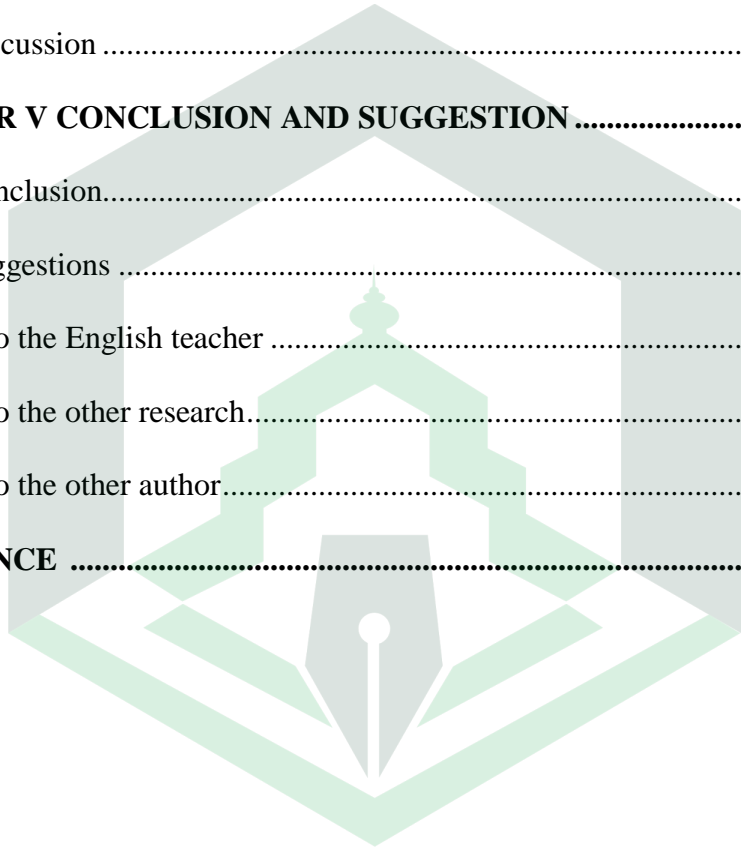 cussion ................................................................................
R V CONCLUSION AND SUGGESTION .....................
nclusion................................................................................
ggestions .............................................................................
o the English teacher ..........................................................
o the other research..............................................................
o the other author.................................................................
NCE ....................................................................................